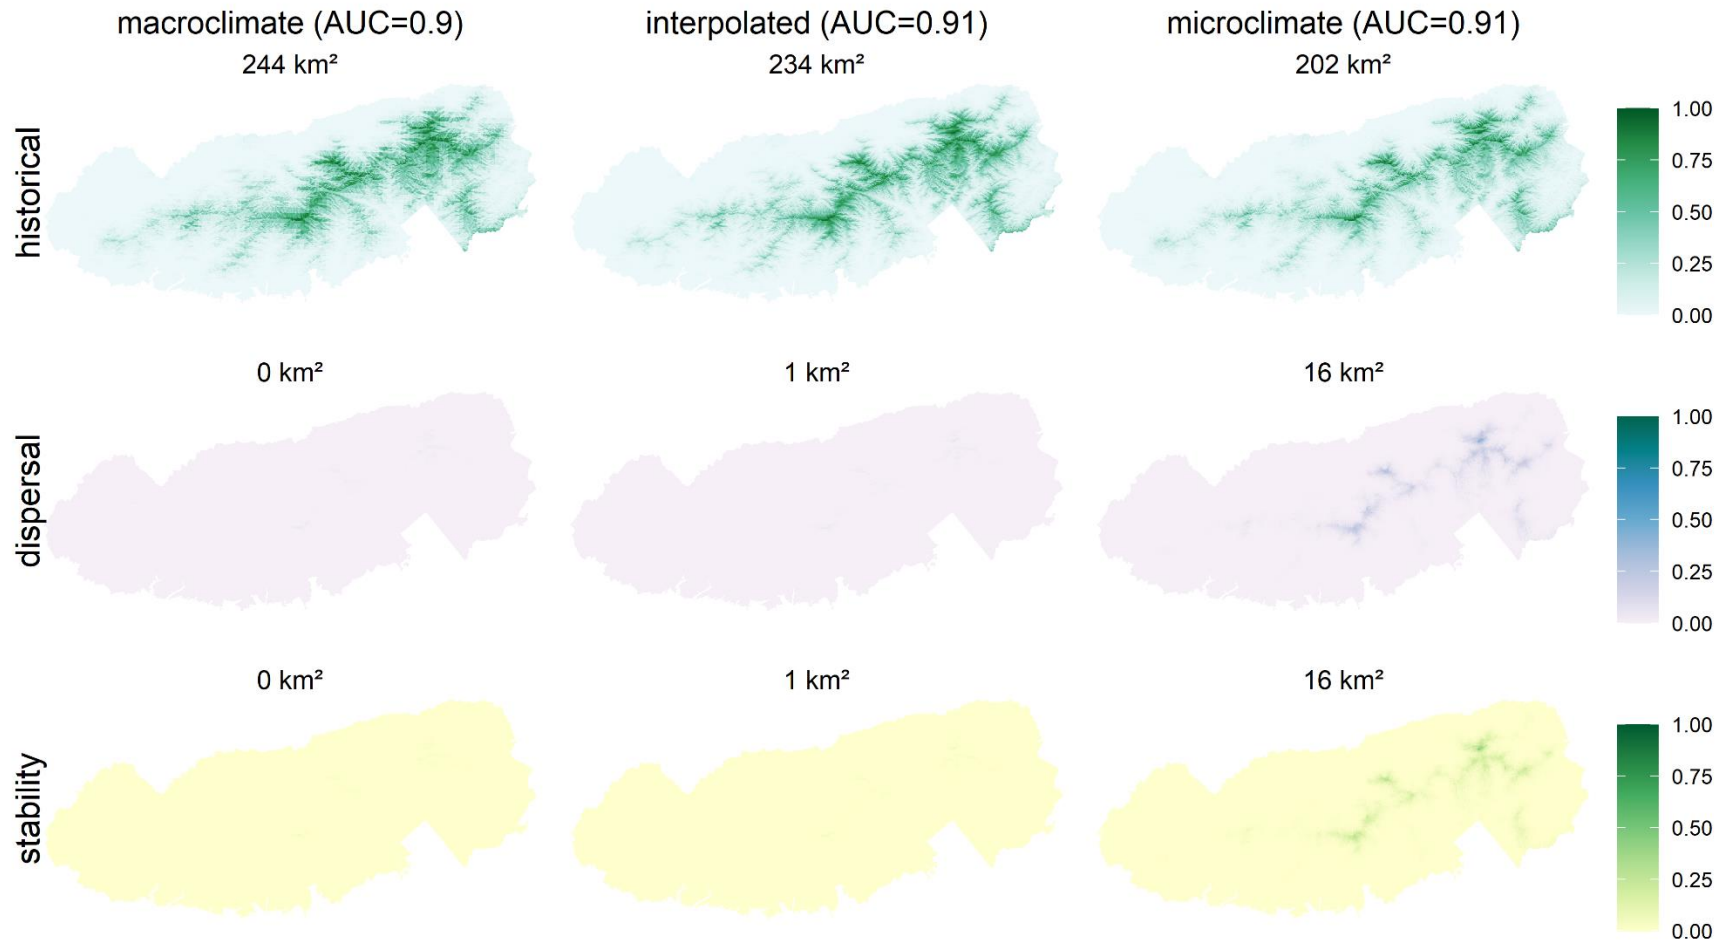 macroclimate (AUC=0.9)
interpolated (AUC=0.91)
microclimate (AUC=0.91)
244 km²
234 km²
202 km²
historical
1.00
0.75
0.50
0.25
0.00
0 km²
1 km²
16 km²
dispersal
1.00
0.75
0.50
0.25
0.00
0 km²
1 km²
16 km²
stability
1.00
0.75
0.50
0.25
0.00